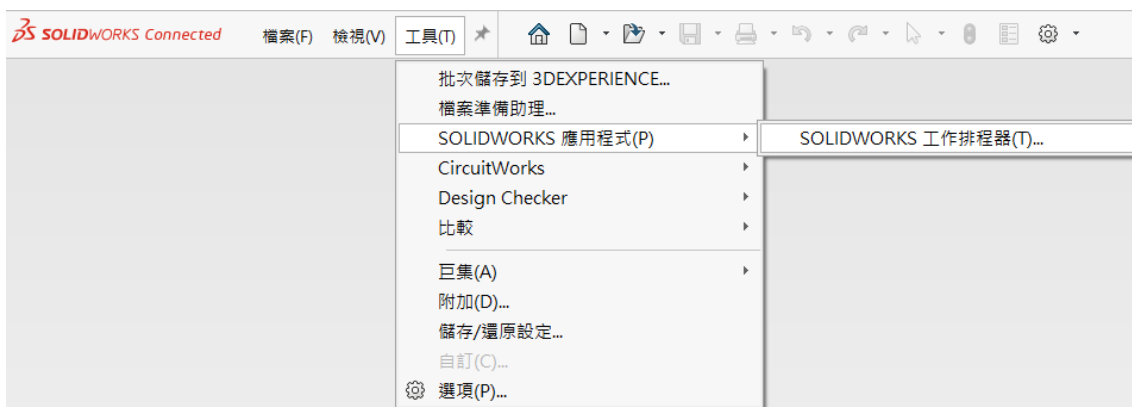 SOLIDWORKS Connected 檔案(F) 檢視(V) 工具(T)
批次儲存到 3DEXPERIENCE...
檔案準備助理...
SOLIDWORKS 應用程式(P) SOLIDWORKS 工作排程器(T)...
CircuitWorks
Design Checker
比較
巨集(A)
附加(D)...
儲存/還原設定...
自訂(C)...
選項(P)...